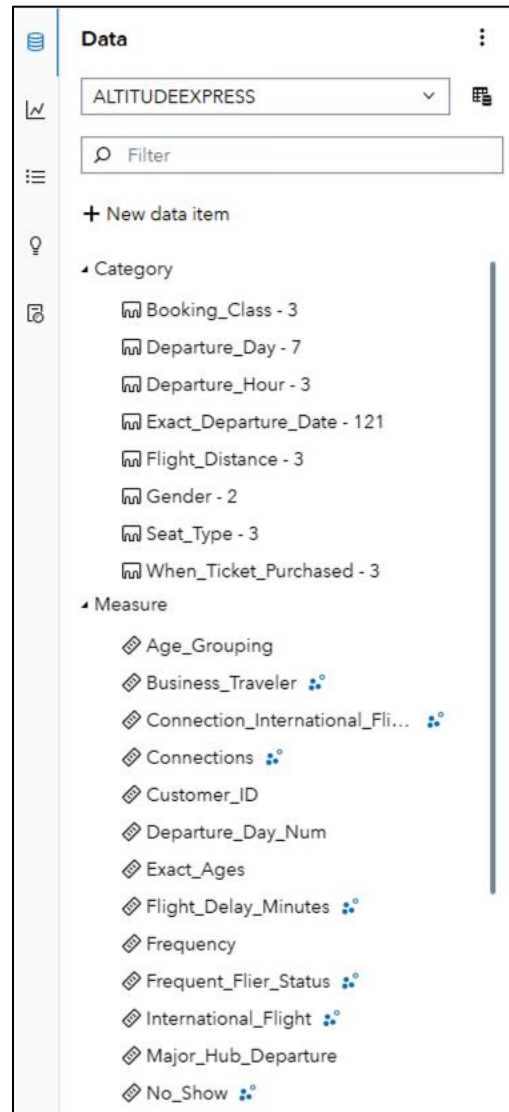 Data
ALTITUDEEXPRESS
Filter
+ New data item
Category
Booking_Class - 3
Departure_Day - 7
Departure_Hour - 3
Exact_Departure_Date - 121
Flight_Distance - 3
Gender - 2
Seat_Type - 3
When_Ticket_Purchased - 3
Measure
Age_Grouping
Business_Traveler
Connection_International_Fli...
Connections
Customer_ID
Departure_Day_Num
Exact_Ages
Flight_Delay_Minutes
Frequency
Frequent_Flier_Status
International_Flight
Major_Hub_Departure
No_Show